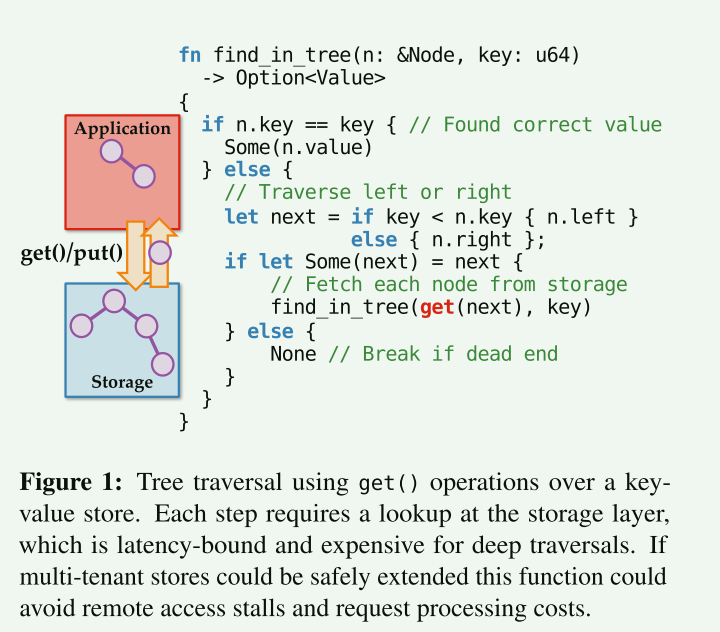 fn find_in_tree(n: &Node, key: u64)
-> Option<Value>
{
if n.key == key { // Found correct value
Some(n.value)
} else {
// Traverse left or right
let next = if key < n.key { n.left }
else { n.right };
if let Some(next) = next {
// Fetch each node from storage
find_in_tree(get(next), key)
} else {
None // Break if dead end
}
}
}
Application
get()/put()
Storage
Figure 1: Tree traversal using get() operations over a key-
value store. Each step requires a lookup at the storage layer,
which is latency-bound and expensive for deep traversals. If
multi-tenant stores could be safely extended this function could
avoid remote access stalls and request processing costs.